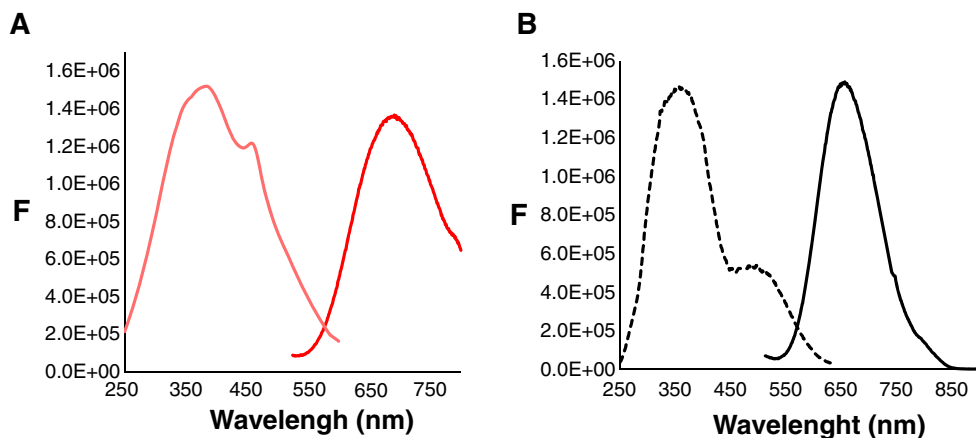 A
1.6E+06
1.4E+06
1.2E+06
1.0E+06
8.0E+05
6.0E+05
4.0E+05
2.0E+05
0.0E+00
F
250 350 450 550 650 750
Wavelengh (nm)
B
1.6E+06
1.4E+06
1.2E+06
1.0E+06
8.0E+05
6.0E+05
4.0E+05
2.0E+05
0.0E+00
F
250 350 450 550 650 750 850
Wavelenght (nm)